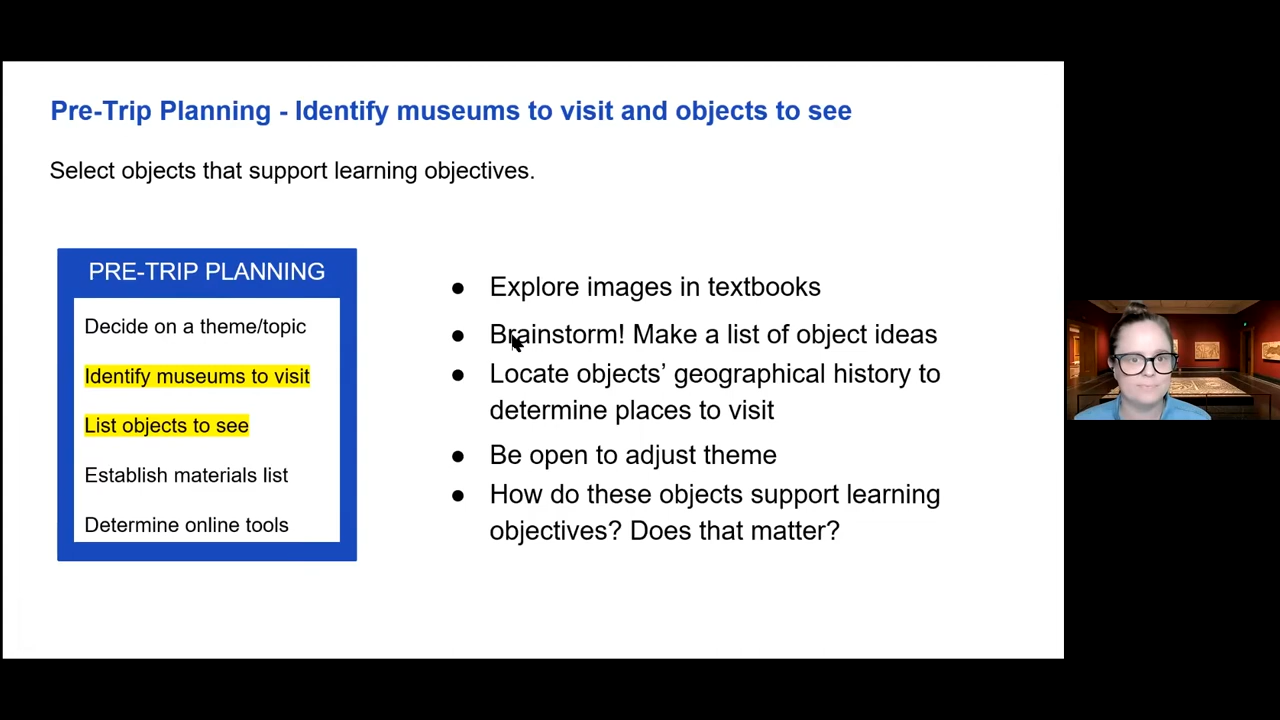 Pre-Trip Planning - Identify museums to visit and objects to see
Select objects that support learning objectives.
PRE-TRIP PLANNING
Decide on a theme/topic
Identify museums to visit
List objects to see
Establish materials list
Determine online tools
● Explore images in textbooks
● Brainstorm! Make a list of object ideas
● Locate objects’ geographical history to
determine places to visit
● Be open to adjust theme
● How do these objects support learning
objectives? Does that matter?